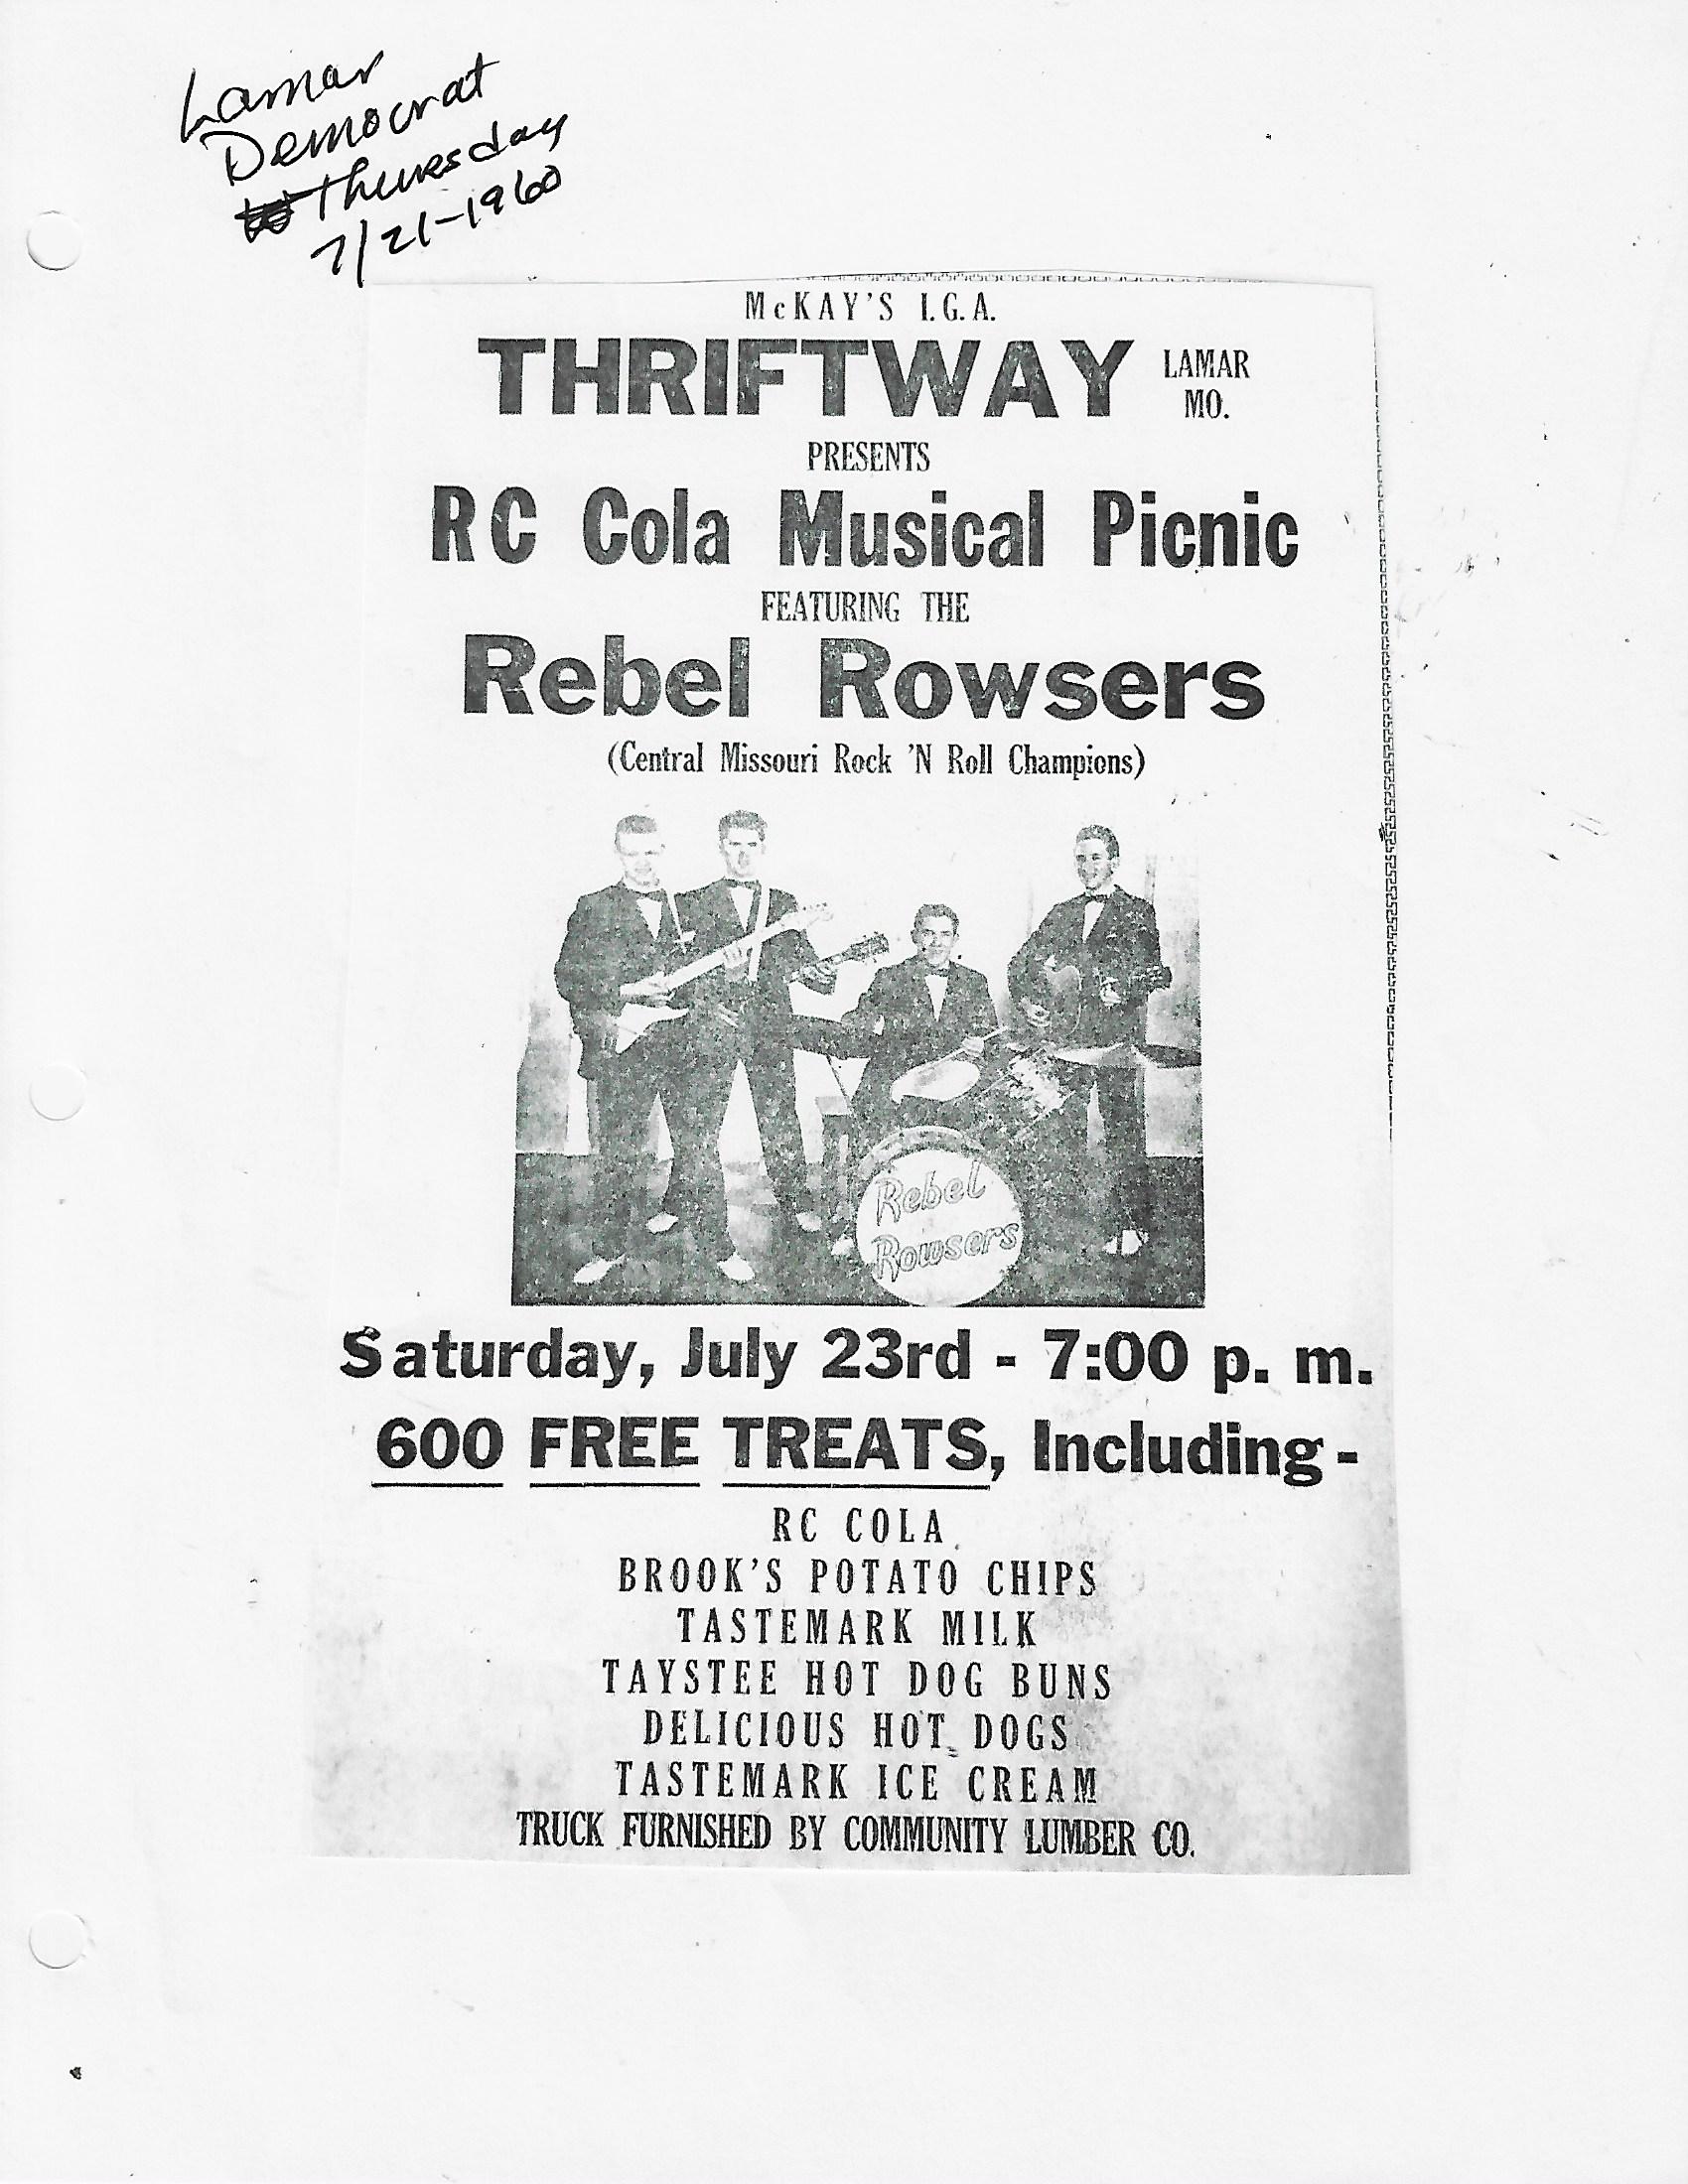 Lamar
Democrat
Thursday
7/21-1960
McKAY'S I.G.A.
THRIFTWAY LAMAR MO.
PRESENTS
RC Cola Musical Picnic
FEATURING THE
Rebel Rowsers
(Central Missouri Rock 'N Roll Champions)
Rebel
Rowsers
Saturday, July 23rd - 7:00 p. m.
600 FREE TREATS, Including -
RC COLA
BROOK'S POTATO CHIPS
TASTEMARK MILK
TAYSTEE HOT DOG BUNS
DELICIOUS HOT DOGS
TASTEMARK ICE CREAM
TRUCK FURNISHED BY COMMUNITY LUMBER CO.